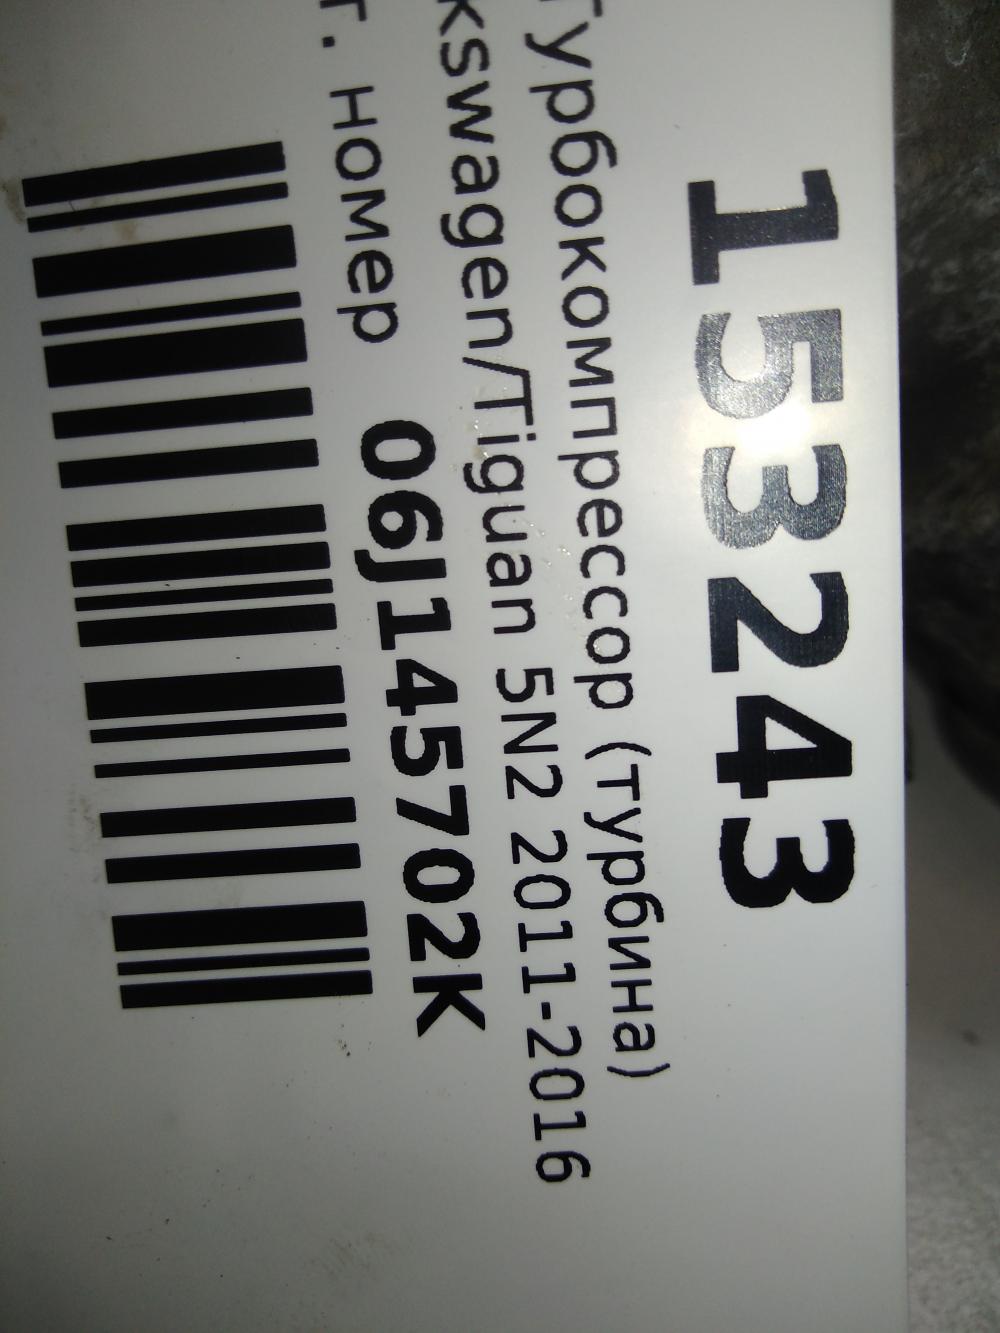 153243
Турбокомпрессор (турбина)
kswagen/Tiguan 5N2 2011-2016
г. номер 06J145702K